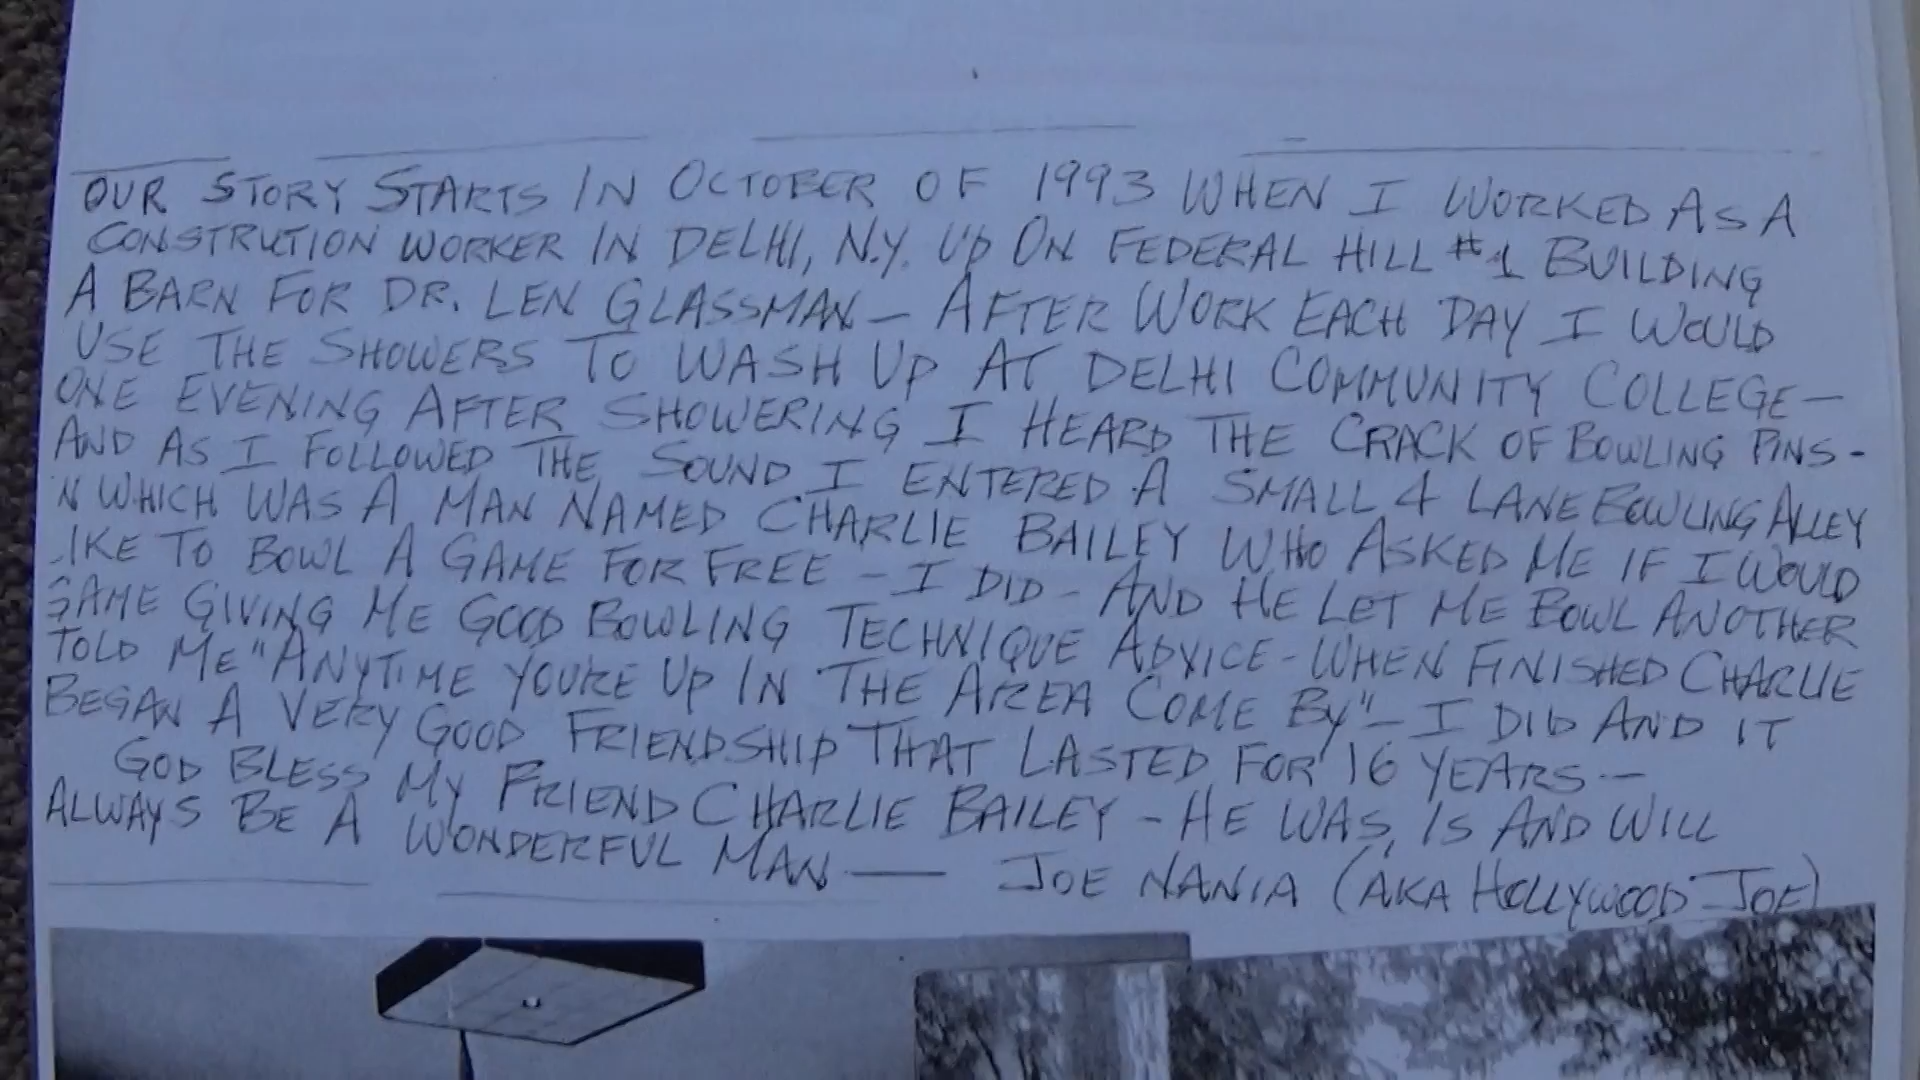 OUR STORY STARTS IN OCTOBER OF 1993 WHEN I WORKED AS A
CONSTRUTION WORKER IN DELHI, N.Y. UP ON FEDERAL HILL #1 BUILDING
A BARN FOR DR. LEN GLASSMAN — AFTER WORK EACH DAY I WOULD
USE THE SHOWERS TO WASH UP AT DELHI COMMUNITY COLLEGE —
ONE EVENING AFTER SHOWERING I HEARD THE CRACK OF BOWLING PINS -
AND AS I FOLLOWED THE SOUND I ENTERED A SMALL 4 LANE BOWLING ALLEY
N WHICH WAS A MAN NAMED CHARLIE BAILEY WHO ASKED ME IF I WOULD
IKE TO BOWL A GAME FOR FREE - I DID - AND HE LET ME BOWL ANOTHER
GAME GIVING ME GOOD BOWLING TECHNIQUE ADVICE - WHEN FINISHED CHARLIE
TOLD ME "ANYTIME YOU'RE UP IN THE AREA COME BY" - I DID AND IT
BEGAN A VERY GOOD FRIENDSHIP THAT LASTED FOR 16 YEARS —
GOD BLESS MY FRIEND CHARLIE BAILEY - HE WAS, IS AND WILL
ALWAYS BE A WONDERFUL MAN — JOE NANIA (AKA HOLLYWOOD JOE)